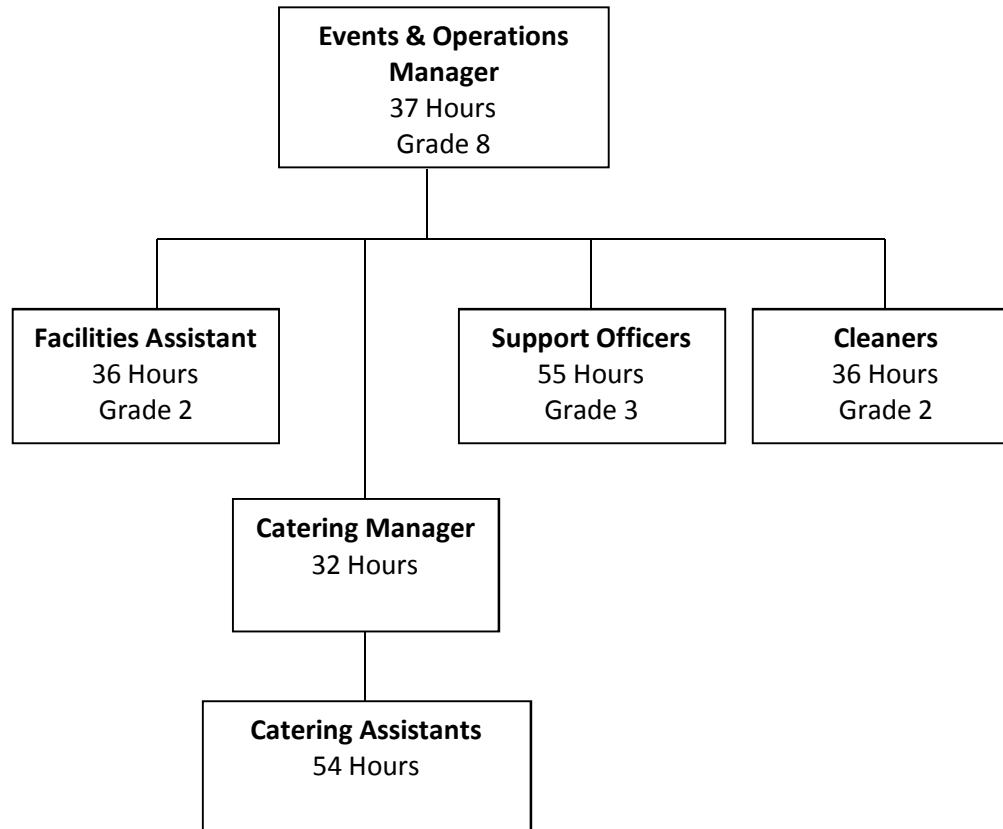 Events & Operations
Manager
37 Hours
Grade 8
Facilities Assistant
36 Hours
Grade 2
Support Officers
55 Hours
Grade 3
Cleaners
36 Hours
Grade 2
Catering Manager
32 Hours
Catering Assistants
54 Hours